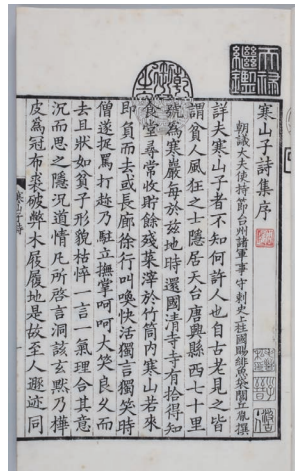 寒山子詩集序
朝議大夫使持節台州諸軍事守刺史上柱國賜緋魚袋閭丘胤撰
詳夫寒山子者不知何許人也自古老見之皆
謂貧人風狂之士隱居天台唐興縣西七十里
號為寒巖每於茲地時還國清寺寺有拾得知
食堂尋常收貯餘殘菜滓於竹筒內寒山若來
即負而去或長廊徐行叫喚快活獨言獨笑時
僧遂捉罵打趁乃駐立撫掌呵呵大笑良久而
去且狀如貧子形貌枯悴一言一氣理合其意
沉而思之隱況道情凡所啓言洞該玄默乃樺
皮爲冠布裘破弊木屐履地是故至人遯迹同
天祿繼鑑
乾隆